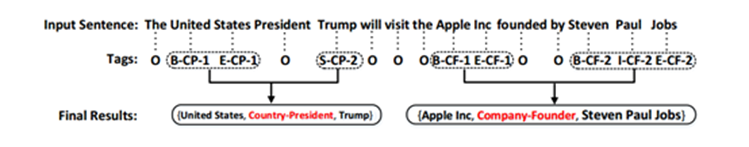 Input Sentence: The United States President Trump will visit the Apple Inc founded by Steven Paul Jobs
Tags: O B-CP-1 E-CP-1 O S-CP-2 O O O B-CF-1 E-CF-1 O O B-CF-2 I-CF-2 E-CF-2
Final Results: {United States, Country-President, Trump} {Apple Inc, Company-Founder, Steven Paul Jobs}